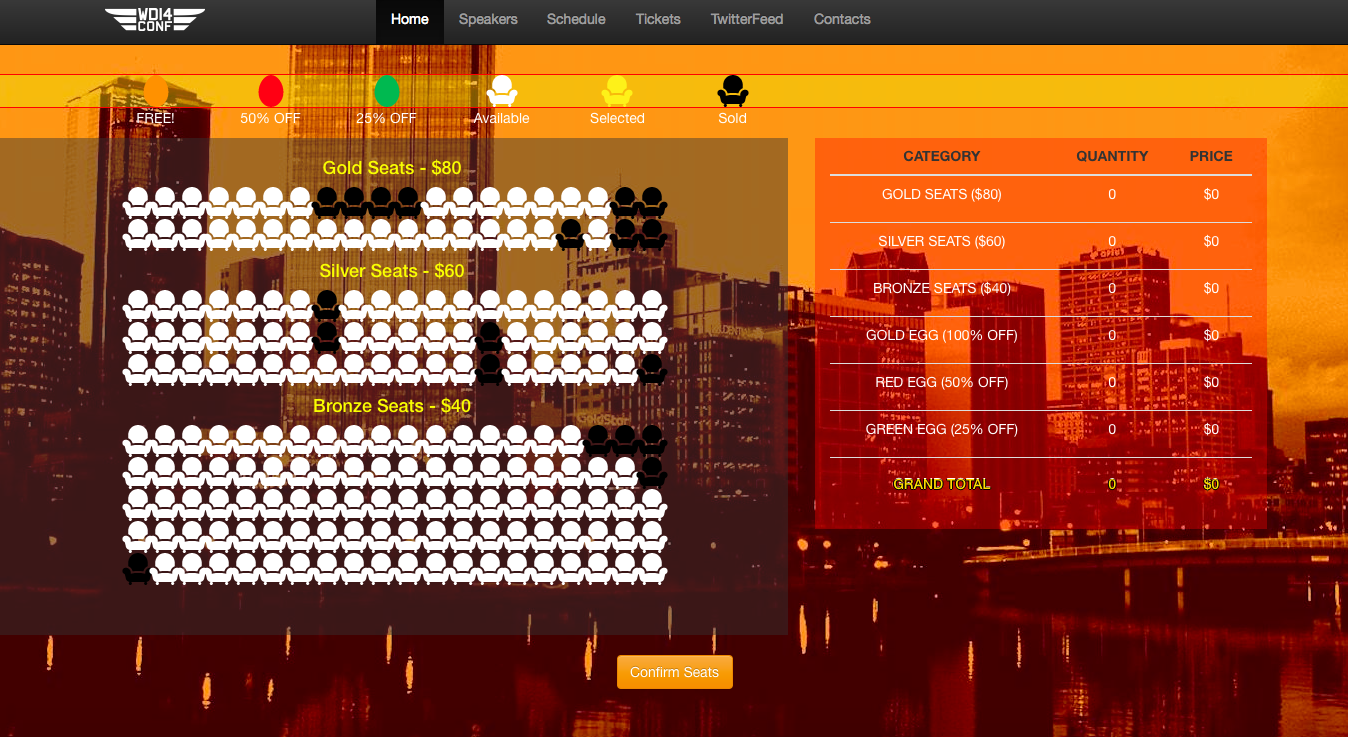 WDI4
CONF
Home Speakers Schedule Tickets TwitterFeed Contacts
FREE! 50% OFF 25% OFF Available Selected Sold
Gold Seats - $80
Silver Seats - $60
Bronze Seats - $40
CATEGORY QUANTITY PRICE
GOLD SEATS ($80) 0 $0
SILVER SEATS ($60) 0 $0
BRONZE SEATS ($40) 0 $0
GOLD EGG (100% OFF) 0 $0
RED EGG (50% OFF) 0 $0
GREEN EGG (25% OFF) 0 $0
GRAND TOTAL 0 $0
GoldStar
Confirm Seats